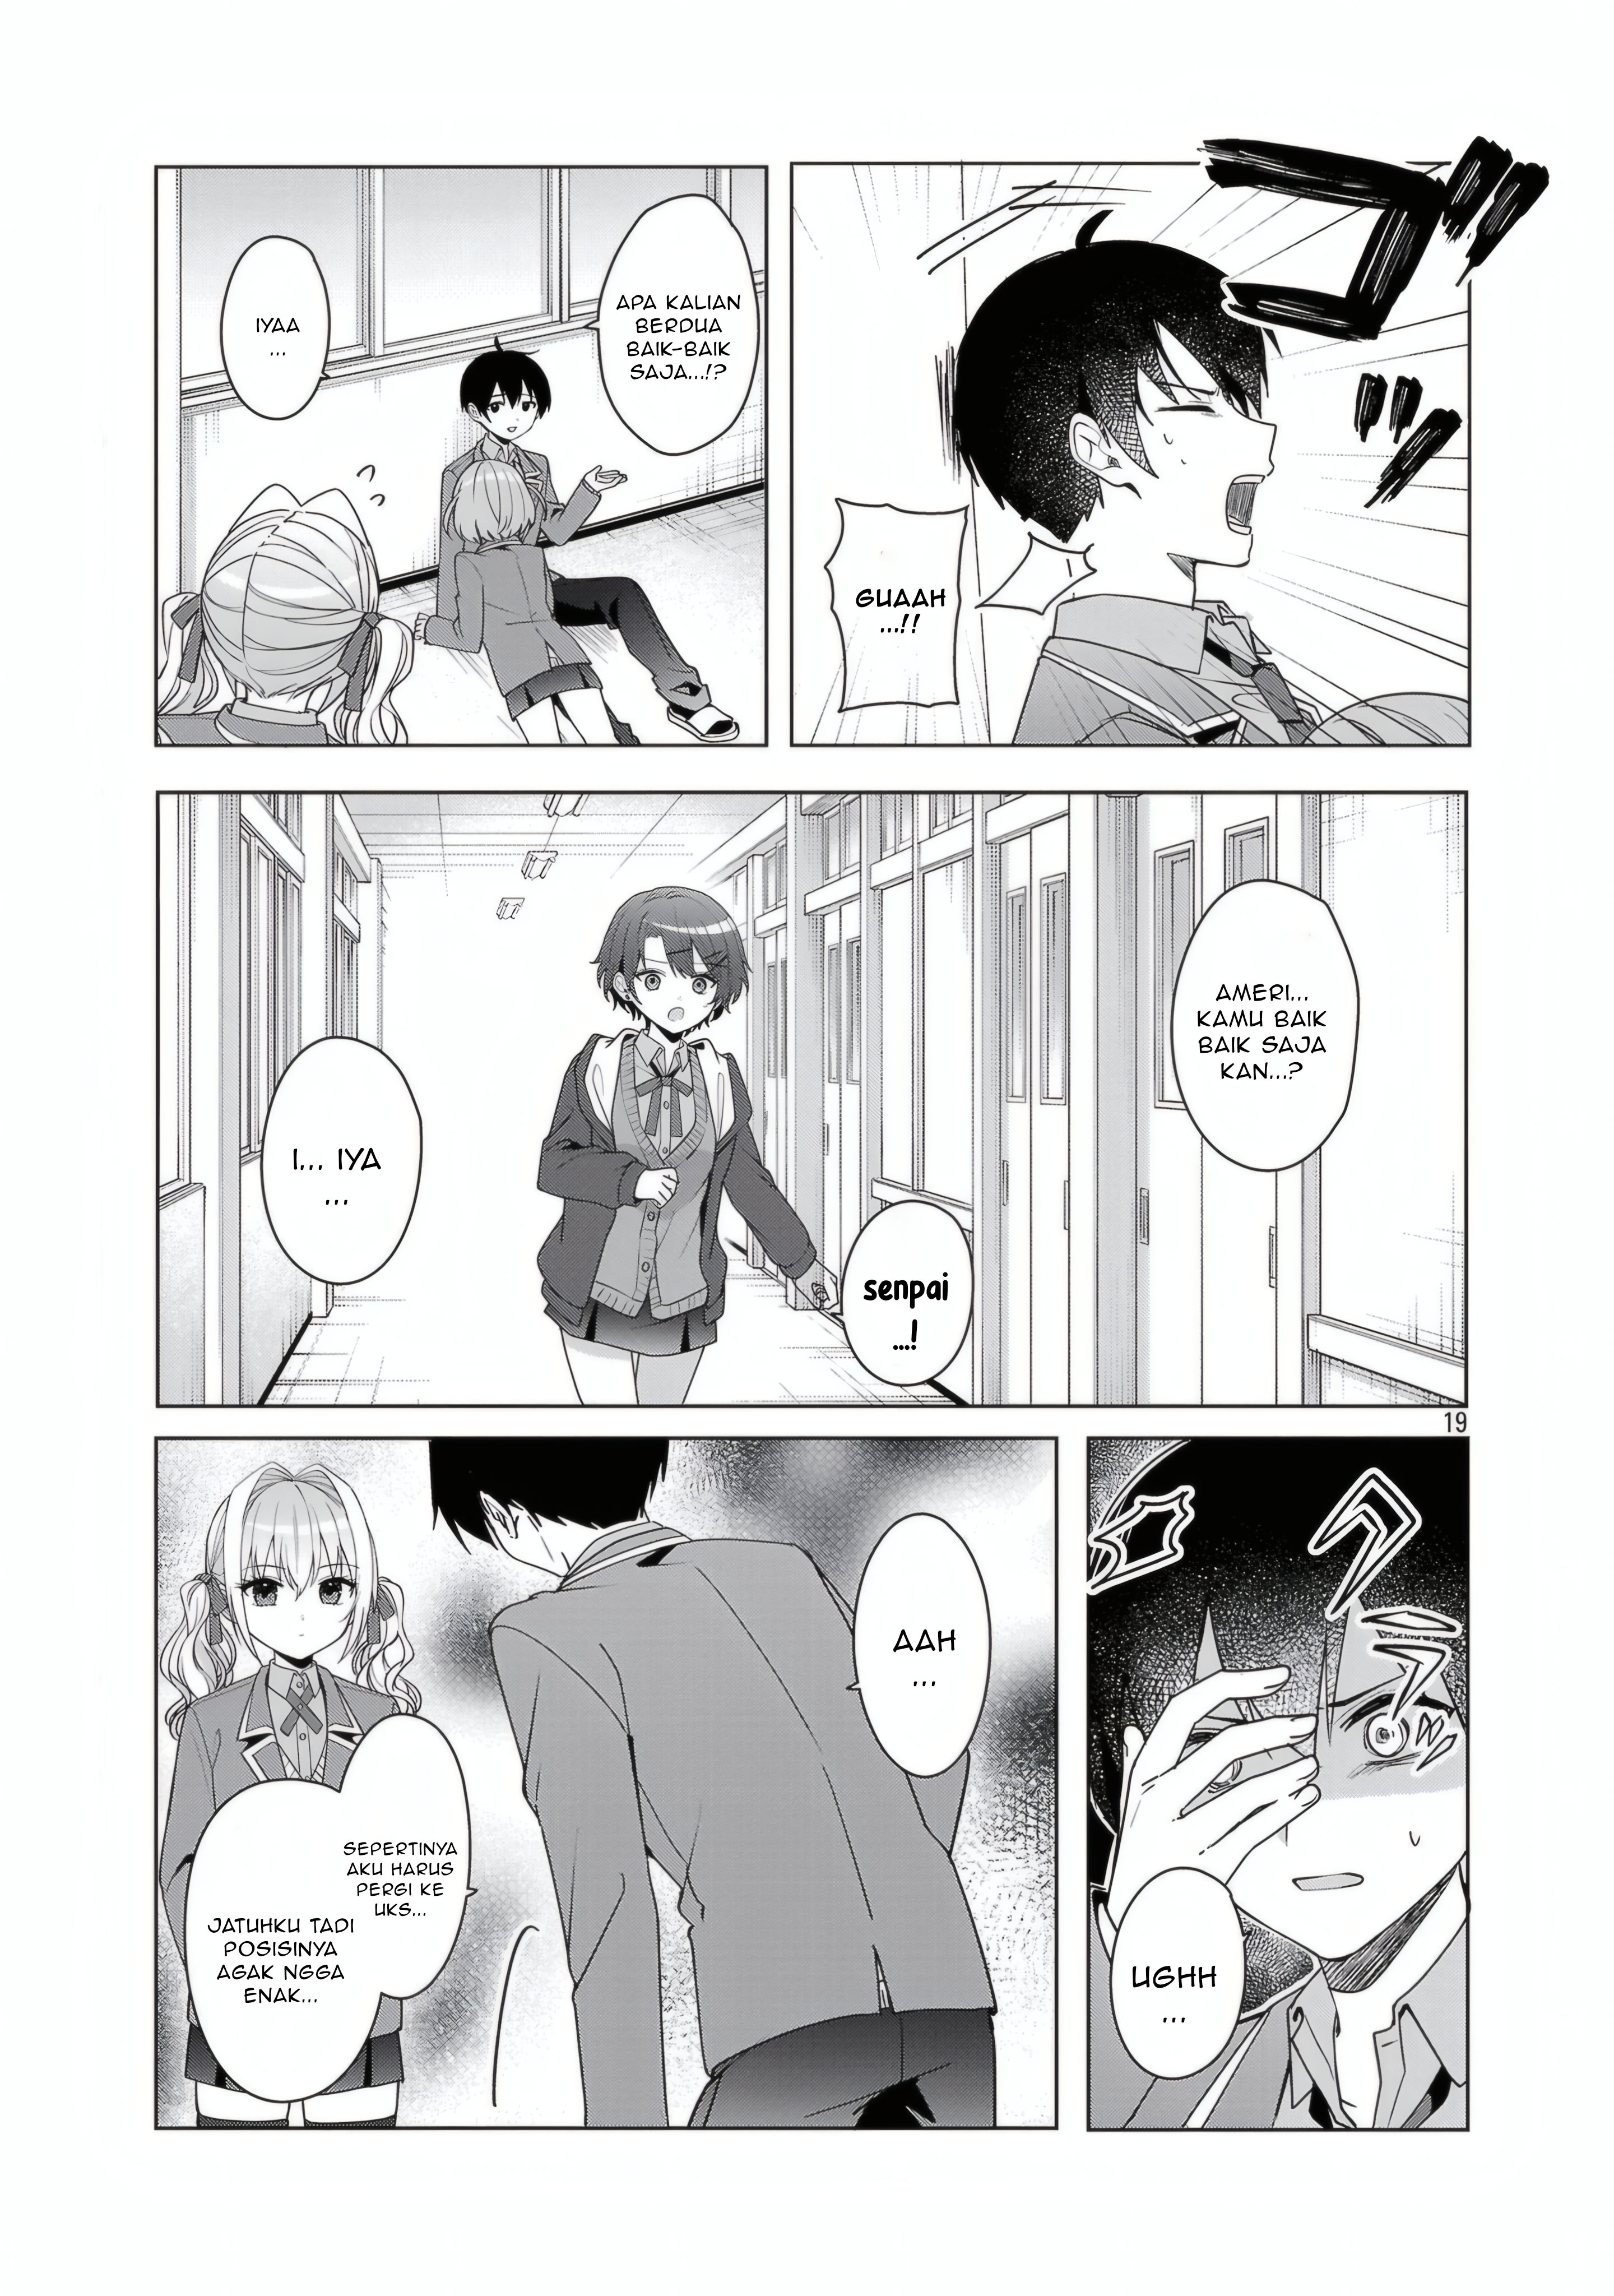 GUAAH
...!!
APA KALIAN
BERDUA
BAIK-BAIK
SAJA...!?
IYAA
...
AMERI...
KAMU BAIK
BAIK SAJA
KAN...?
senpai
...!
I... IYA
...
19
UGHH
...
AAH
...
SEPERTINYA
AKU HARUS
PERGI KE
UKS...
JATUHKU TADI
POSISINYA
AGAK NGGA
ENAK...